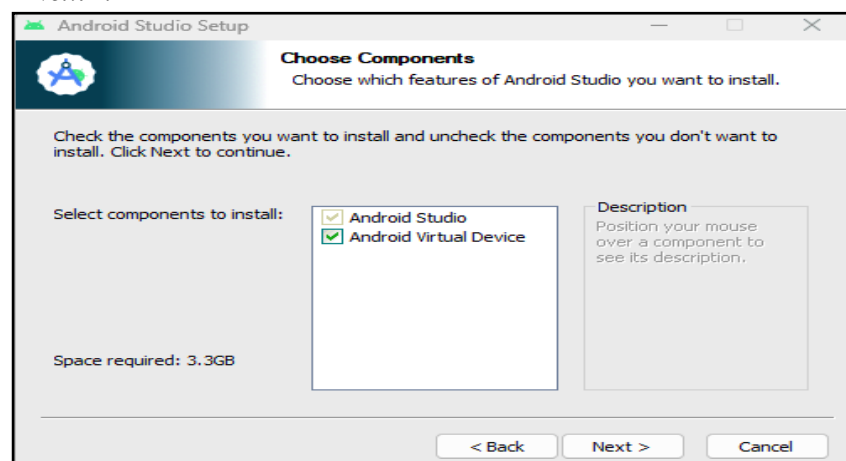 Android Studio Setup
Choose Components
Choose which features of Android Studio you want to install.
Check the components you want to install and uncheck the components you don't want to
install. Click Next to continue.
Select components to install:
Android Studio
Android Virtual Device
Description
Position your mouse
over a component to
see its description.
Space required: 3.3GB
< Back
Next >
Cancel